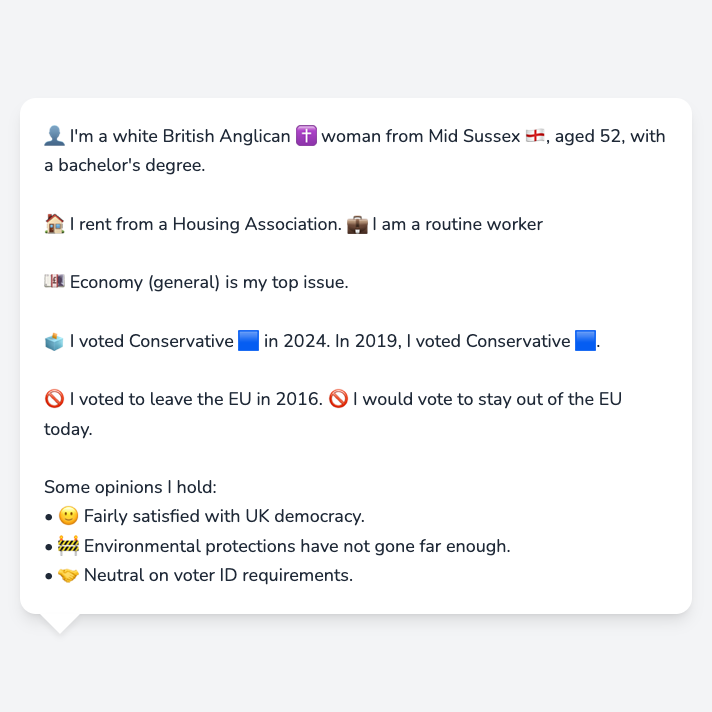 👤 I'm a white British Anglican ✝️ woman from Mid Sussex 🏴󠁧󠁢󠁥󠁮󠁧󠁿, aged 52, with
a bachelor's degree.
🏠 I rent from a Housing Association. 💼 I am a routine worker
💷 Economy (general) is my top issue.
🗳️ I voted Conservative 🟦 in 2024. In 2019, I voted Conservative 🟦.
🚫 I voted to leave the EU in 2016. 🚫 I would vote to stay out of the EU
today.
Some opinions I hold:
• 🙂 Fairly satisfied with UK democracy.
• 🚧 Environmental protections have not gone far enough.
• 🤝 Neutral on voter ID requirements.